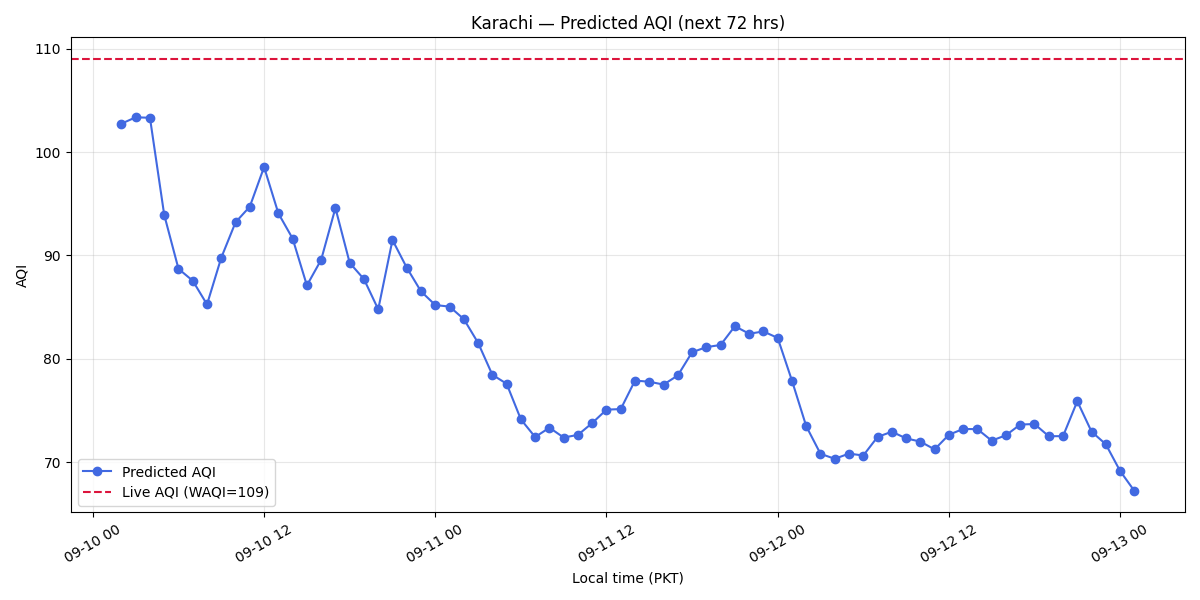 Karachi — Predicted AQI (next 72 hrs)
AQI
110
100
90
80
70
Predicted AQI
Live AQI (WAQI=109)
09-10 00
09-10 12
09-11 00
09-11 12
09-12 00
09-12 12
09-13 00
Local time (PKT)